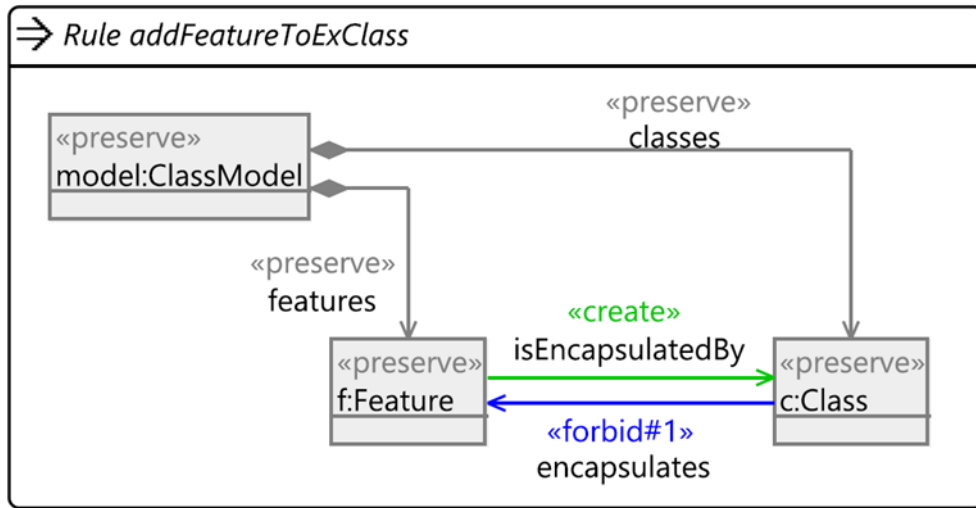 Rule addFeatureToExClass
«preserve»
classes
«preserve»
model:ClassModel
«preserve»
features
«create»
isEncapsulatedBy
«preserve»
f:Feature
«preserve»
c:Class
«forbid#1»
encapsulates